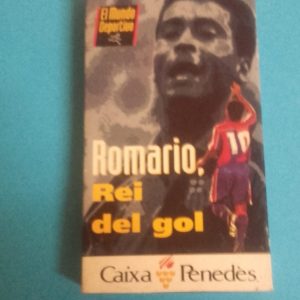 El Mundo
Deportivo
10
Romario,
Rei
del gol
Caixa Penedès